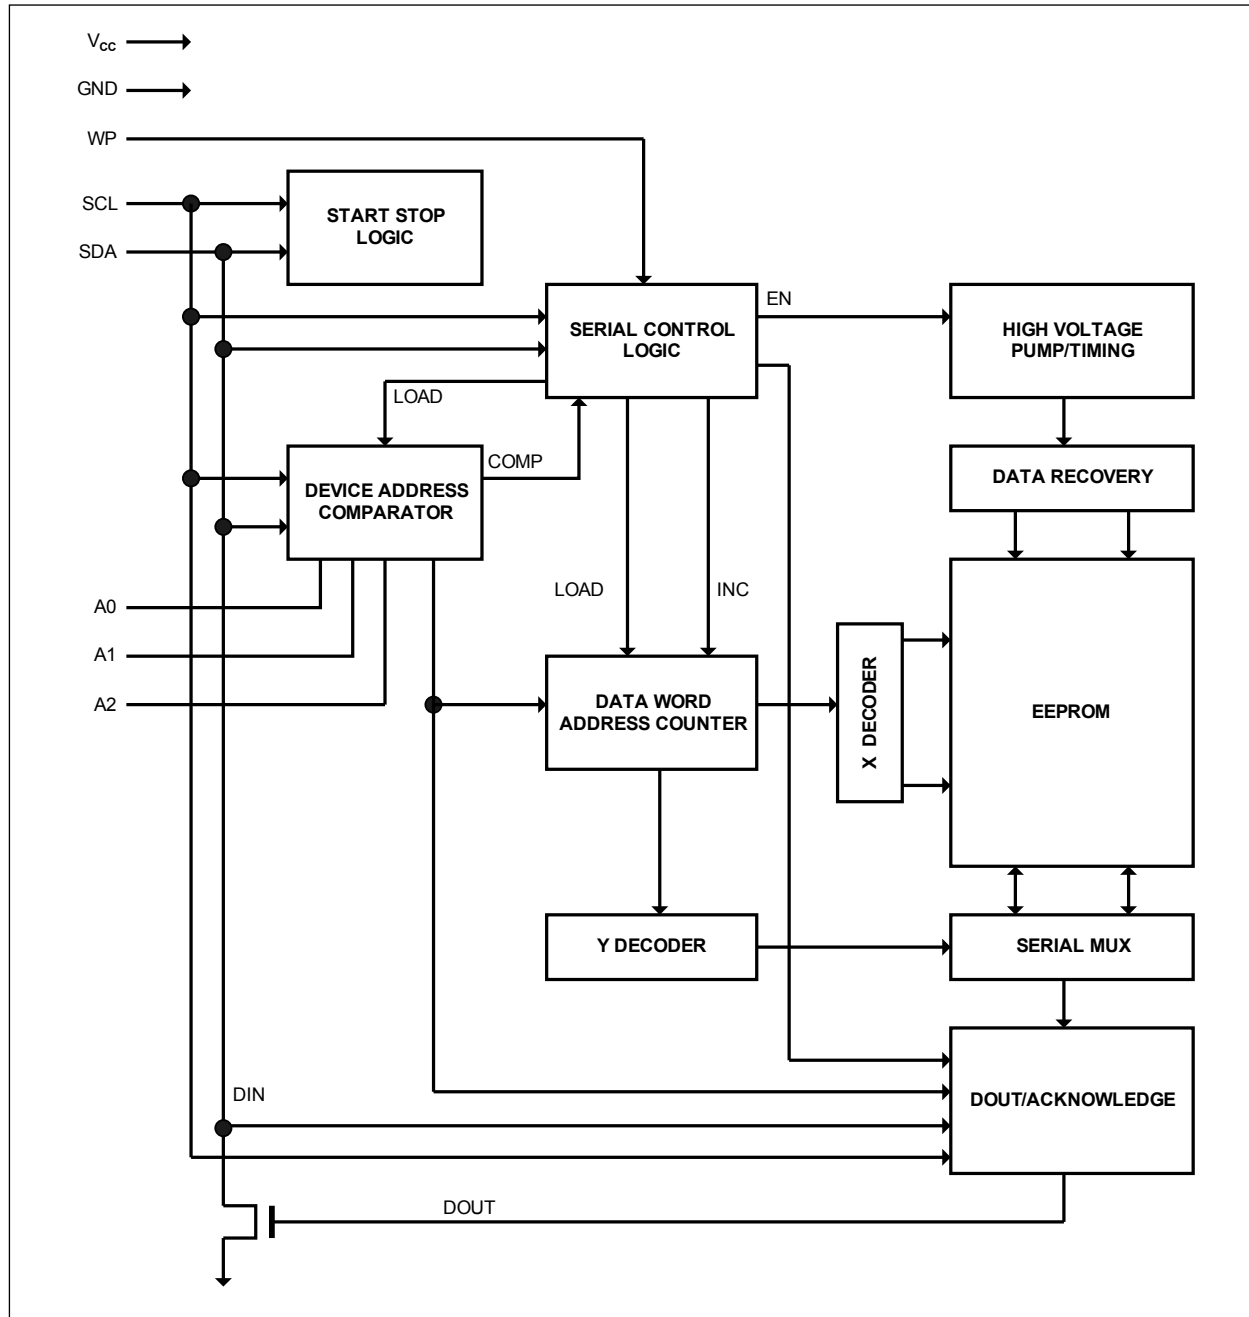 VCC
GND
WP
SCL
SDA
START STOP
LOGIC
SERIAL CONTROL
LOGIC
EN
HIGH VOLTAGE
PUMP/TIMING
LOAD
COMP
DEVICE ADDRESS
COMPARATOR
DATA RECOVERY
A0
A1
A2
LOAD
INC
DATA WORD
ADDRESS COUNTER
X DECODER
EEPROM
Y DECODER
SERIAL MUX
DIN
DOUT/ACKNOWLEDGE
DOUT